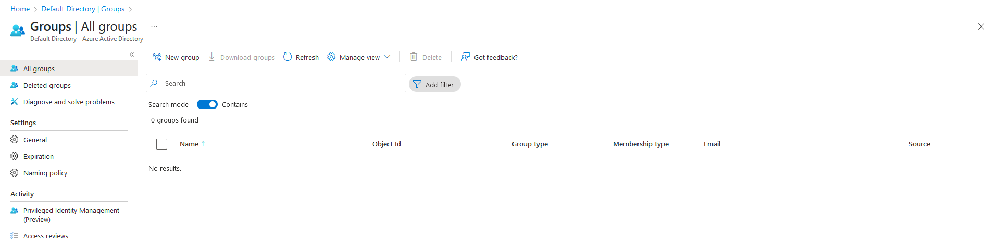 Home > Default Directory | Groups >
Groups | All groups ...
Default Directory - Azure Active Directory
«
All groups
Deleted groups
Diagnose and solve problems
Settings
General
Expiration
Naming policy
Activity
Privileged Identity Management
(Preview)
Access reviews
New group Download groups Refresh Manage view Delete Got feedback?
Search Add filter
Search mode Contains
0 groups found
Name ↑ Object Id Group type Membership type Email Source
No results.